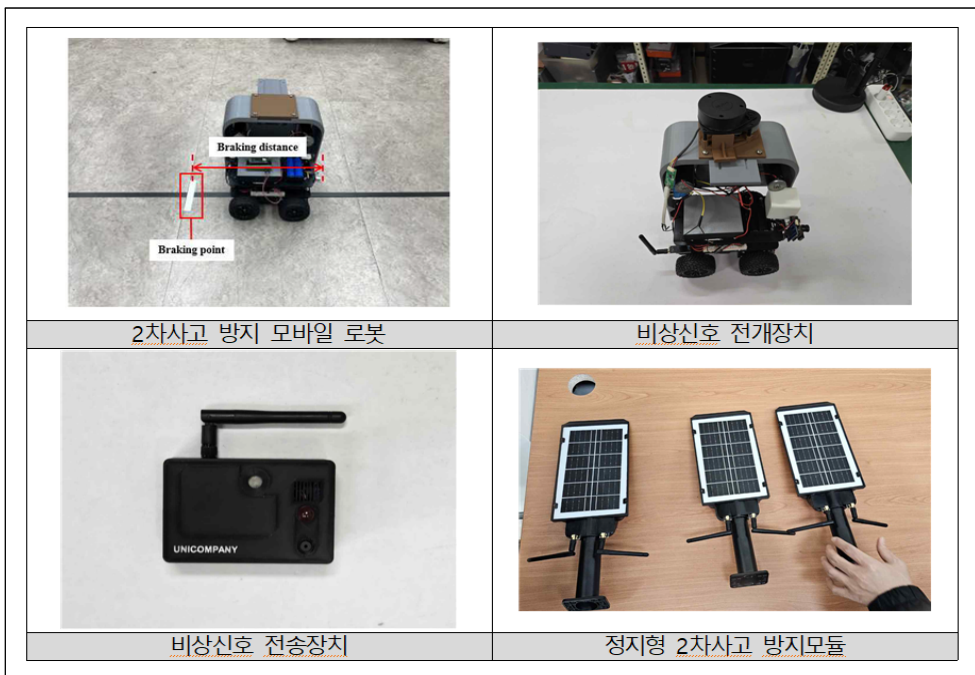 Braking distance
Braking point
2차사고 방지 모바일 로봇
비상신호 전개장치
UNICOMPANY
비상신호 전송장치
정지형 2차사고 방지모듈